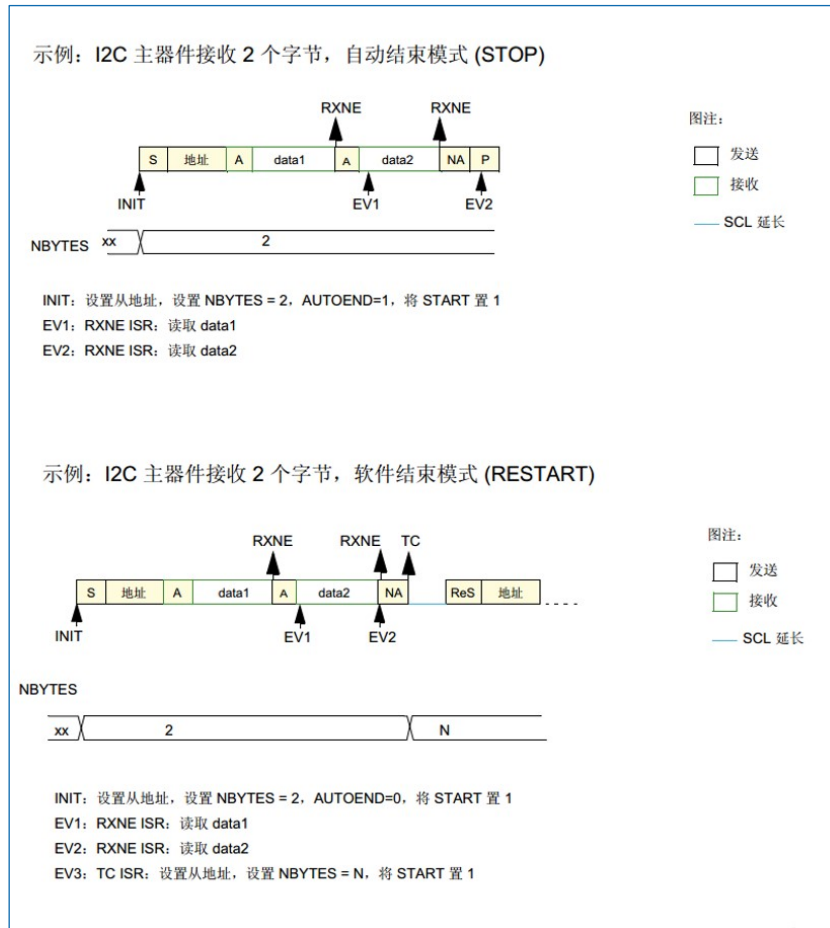 示例：I2C 主器件接收 2 个字节，自动结束模式 (STOP)
RXNE RXNE
图注：
S 地址 A data1 A data2 NA P
发送
接收
INIT EV1 EV2
SCL 延长
NBYTES xx 2
INIT：设置从地址，设置 NBYTES = 2，AUTOEND=1，将 START 置 1
EV1：RXNE ISR：读取 data1
EV2：RXNE ISR：读取 data2
示例：I2C 主器件接收 2 个字节，软件结束模式 (RESTART)
RXNE RXNE TC
图注：
发送
S 地址 A data1 A data2 NA ReS 地址
接收
INIT EV1 EV2
SCL 延长
NBYTES
xx 2 N
INIT：设置从地址，设置 NBYTES = 2，AUTOEND=0，将 START 置 1
EV1：RXNE ISR：读取 data1
EV2：RXNE ISR：读取 data2
EV3：TC ISR：设置从地址，设置 NBYTES = N，将 START 置 1